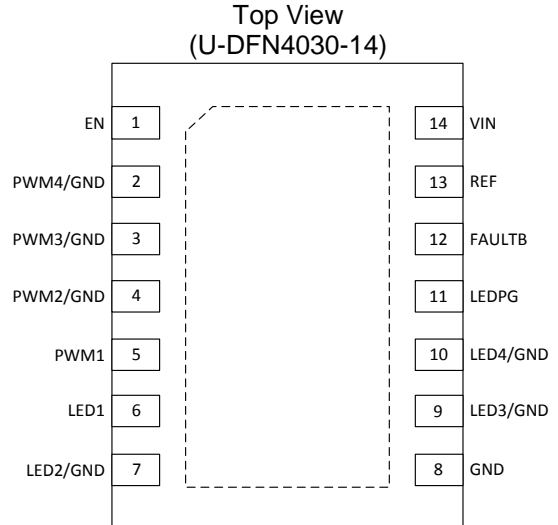 Top View
(U-DFN4030-14)
EN 1 14 VIN
PWM4/GND 2 13 REF
PWM3/GND 3 12 FAULTB
PWM2/GND 4 11 LEDPG
PWM1 5 10 LED4/GND
LED1 6 9 LED3/GND
LED2/GND 7 8 GND